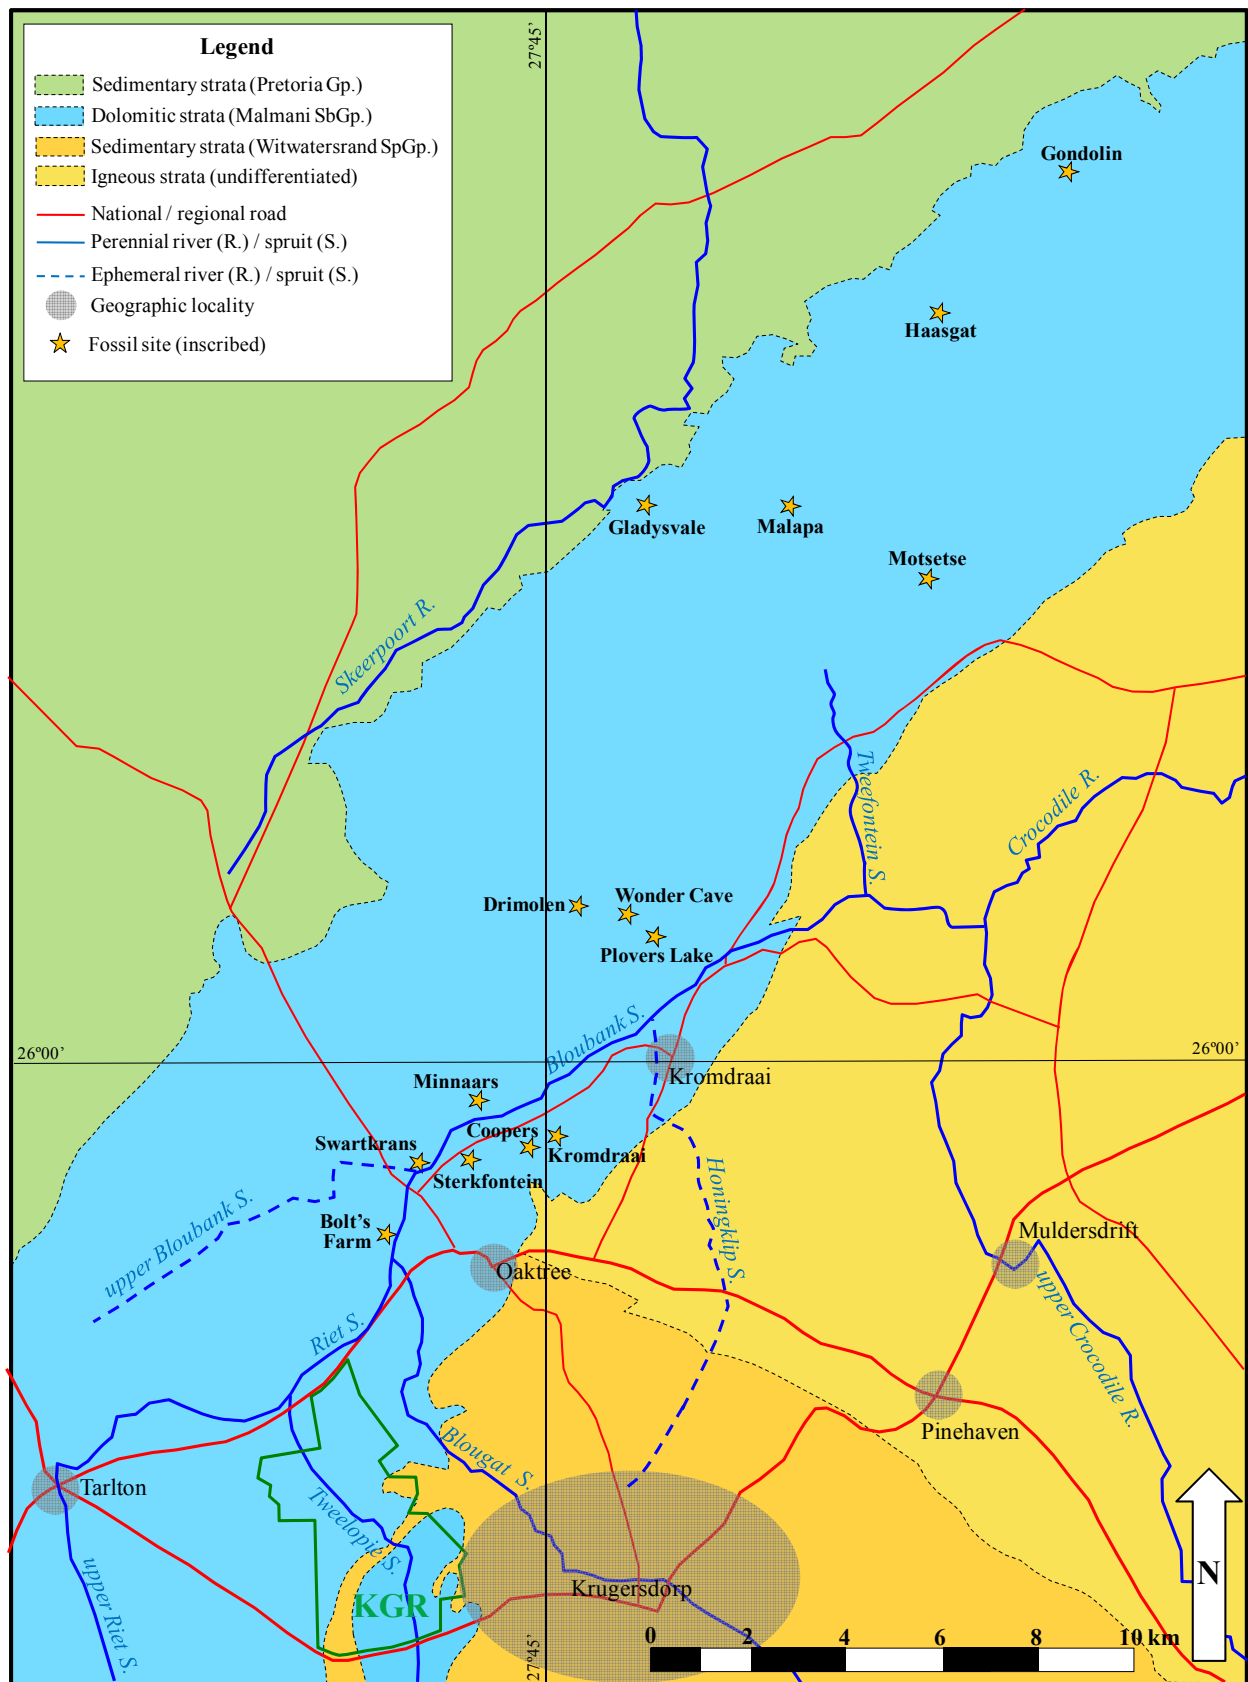 Legend
Sedimentary strata (Pretoria Gp.)
Dolomitic strata (Malmani SbGp.)
Sedimentary strata (Witwatersrand SpGp.)
Igneous strata (undifferentiated)
National / regional road
Perennial river (R.) / spruit (S.)
Ephemeral river (R.) / spruit (S.)
Geographic locality
Fossil site (inscribed)
27°45'
Gondolin
Haasgat
Gladysvale
Malapa
Motsetse
Skeerpoort R.
Tweefontein S.
Crocodile R.
Drimolen
Wonder Cave
Plovers Lake
Bloubank S.
26°00'
26°00'
Kromdraai
Minnaars
Coopers
Swartkrans
Kromdraai
Sterkfontein
Honingklip S.
upper Bloubank S.
Bolt's
Farm
Muldersdrift
Oaktree
upper Crocodile R.
Riet S.
Pinehaven
Blougat S.
Tarlton
Tweelopie S.
upper Riet S.
KGR
Krugersdorp
N
27°45'
0 2 4 6 8 10 km